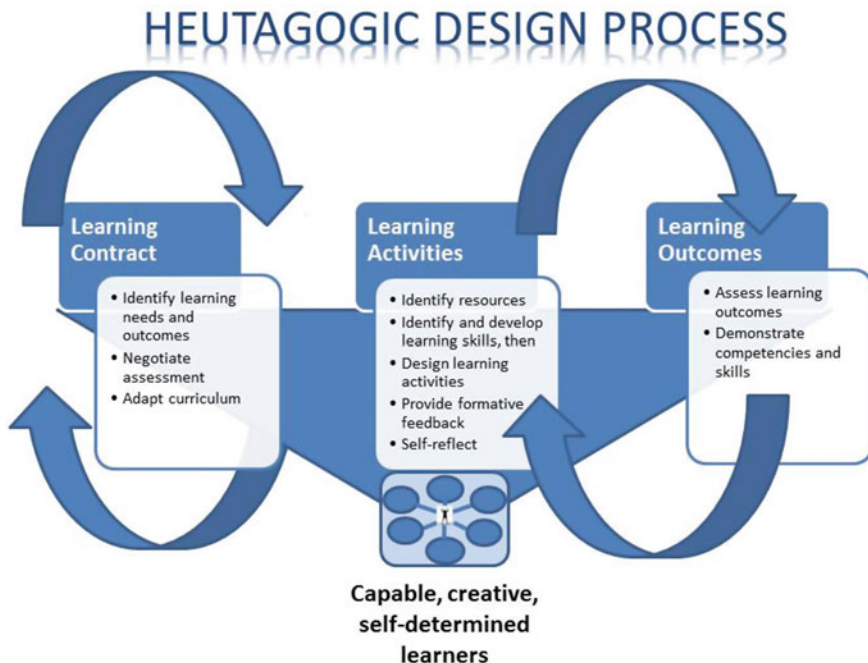 HEUTAGOGIC DESIGN PROCESS
Learning
Contract
• Identify learning
needs and
outcomes
• Negotiate
assessment
• Adapt curriculum
Learning
Activities
• Identify resources
• Identify and develop
learning skills, then
• Design learning
activities
• Provide formative
feedback
• Self-reflect
Learning
Outcomes
• Assess learning
outcomes
• Demonstrate
competencies and
skills
Capable, creative,
self-determined
learners